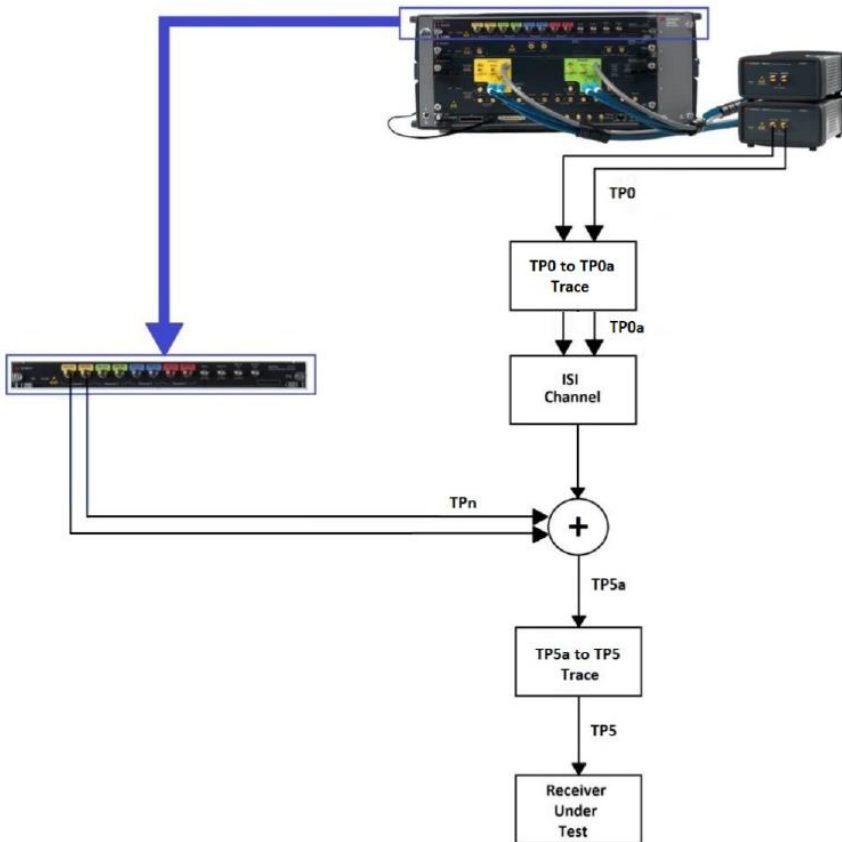 TP0
TP0 to TP0a
Trace
TP0a
ISI
Channel
TPn
+
TP5a
TP5a to TP5
Trace
TP5
Receiver
Under
Test